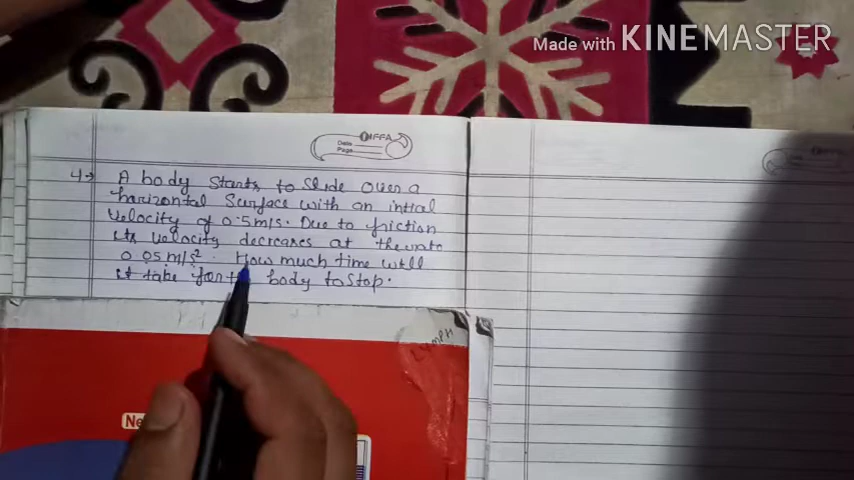 Made with KINEMASTER
Date
Page
4→ A body starts to slide over a
horizontal surface with an intial
velocity of 0.5m/s. Due to friction
its velocity decreases at the rate
0.05m/s². How much time will
it take for the body to stop.
Ne